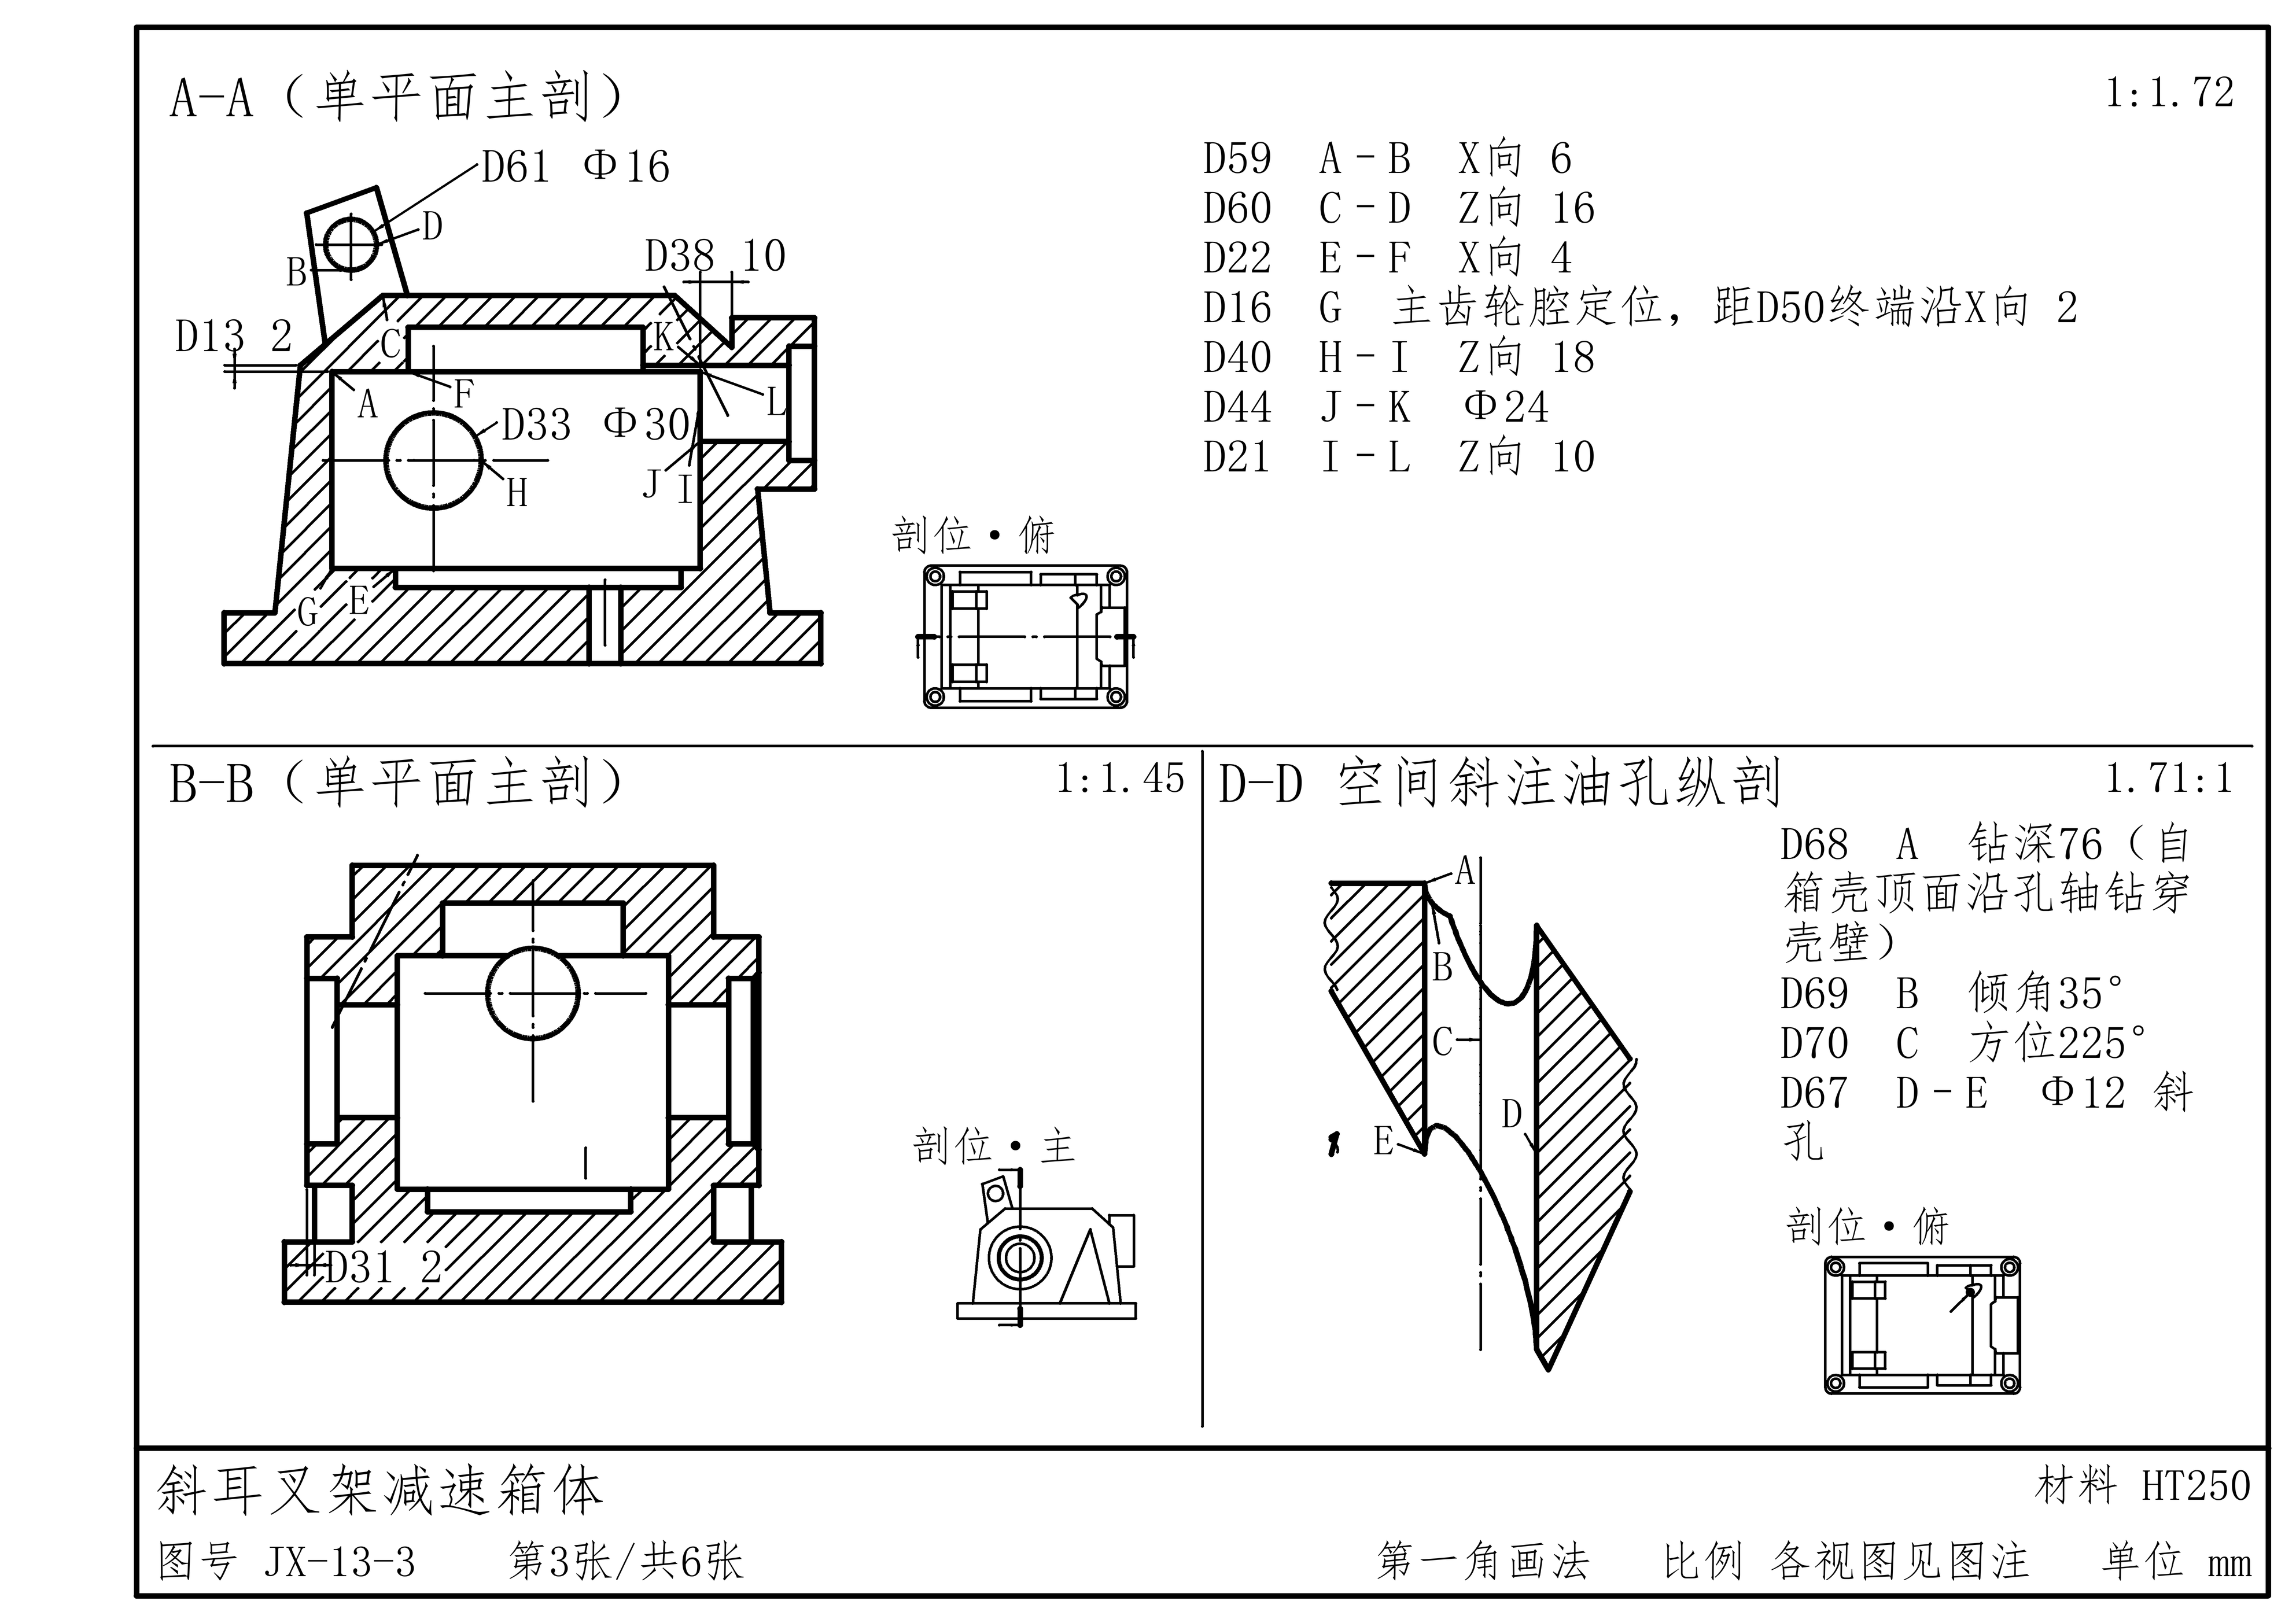 A-A（单平面主剖）
1:1.72
D61 Φ16
D
B
D38 10
D13 2
C
K
A
F
L
D33 Φ30
J
I
H
G
E
D59 A-B X向 6
D60 C-D Z向 16
D22 E-F X向 4
D16 G 主齿轮腔定位，距D50终端沿X向 2
D40 H-I Z向 18
D44 J-K Φ24
D21 I-L Z向 10
剖位·俯
B-B（单平面主剖）
1:1.45
D31 2
剖位·主
D-D 空间斜注油孔纵剖
1.71:1
A
B
C
D
E
D68 A 钻深76（自
箱壳顶面沿孔轴钻穿
壳壁）
D69 B 倾角35°
D70 C 方位225°
D67 D-E Φ12 斜
孔
剖位·俯
斜耳叉架减速箱体
材料 HT250
图号 JX-13-3 第3张/共6张
第一角画法 比例 各视图见图注 单位 mm